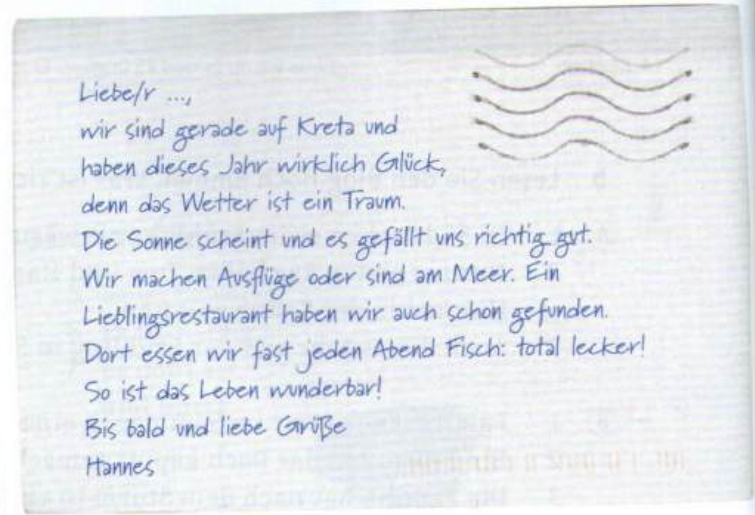 Liebe/r ...,
wir sind gerade auf Kreta und
haben dieses Jahr wirklich Glück,
denn das Wetter ist ein Traum.
Die Sonne scheint und es gefällt uns richtig gut.
Wir machen Ausflüge oder sind am Meer. Ein
Lieblingsrestaurant haben wir auch schon gefunden.
Dort essen wir fast jeden Abend Fisch: total lecker!
So ist das Leben wunderbar!
Bis bald und liebe Grüße
Hannes